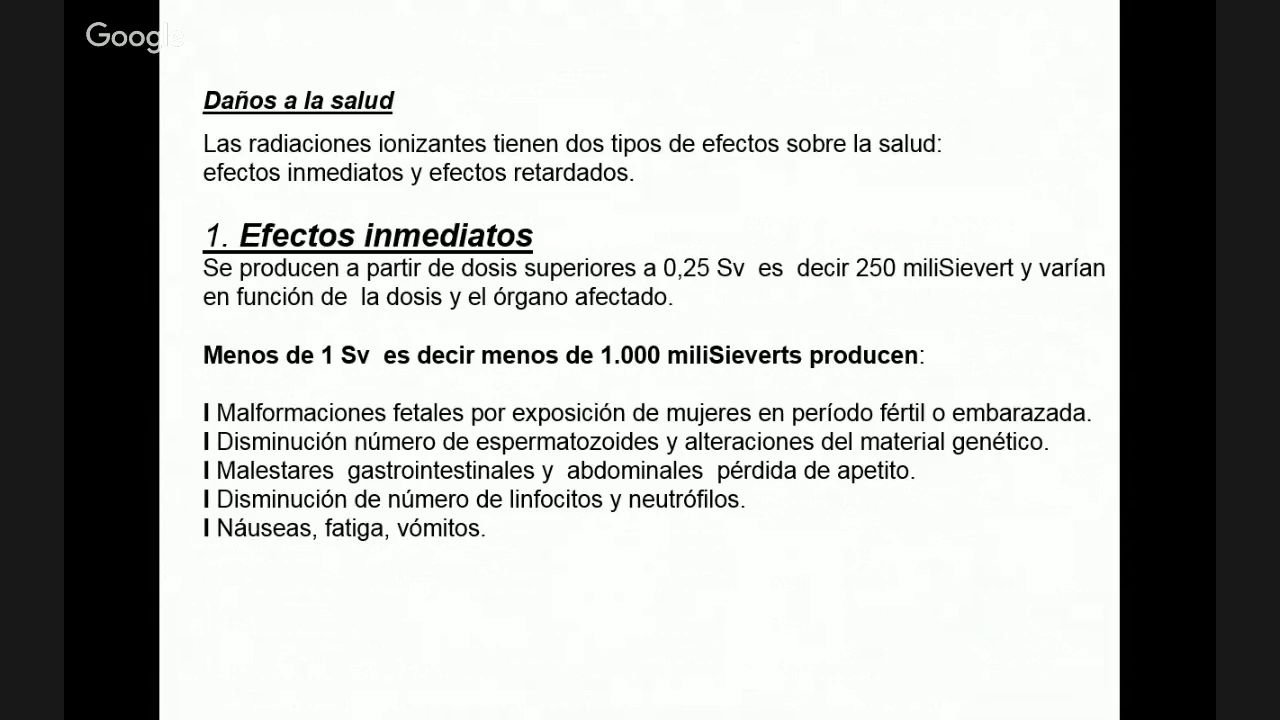 Google
Daños a la salud
Las radiaciones ionizantes tienen dos tipos de efectos sobre la salud:
efectos inmediatos y efectos retardados.
1. Efectos inmediatos
Se producen a partir de dosis superiores a 0,25 Sv  es  decir 250 miliSievert y varían
en función de  la dosis y el órgano afectado.
Menos de 1 Sv  es decir menos de 1.000 miliSieverts producen:
l Malformaciones fetales por exposición de mujeres en período fértil o embarazada.
l Disminución número de espermatozoides y alteraciones del material genético.
l Malestares  gastrointestinales y  abdominales  pérdida de apetito.
l Disminución de número de linfocitos y neutrófilos.
l Náuseas, fatiga, vómitos.